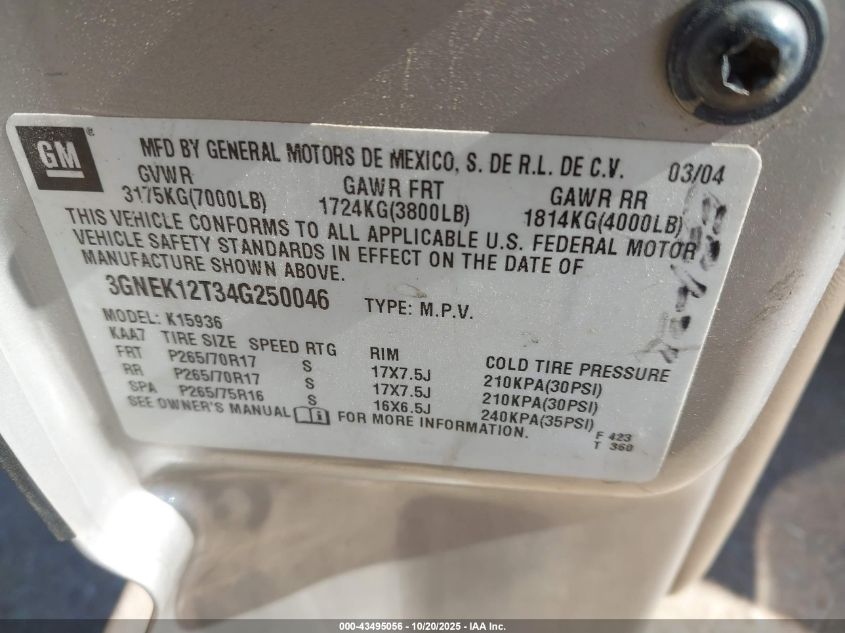 GM ®
MFD BY GENERAL MOTORS DE MEXICO, S. DE R.L. DE C.V. 03/04
GVWR GAWR FRT GAWR RR
3175KG(7000LB) 1724KG(3800LB) 1814KG(4000LB)
THIS VEHICLE CONFORMS TO ALL APPLICABLE U.S. FEDERAL MOTOR
VEHICLE SAFETY STANDARDS IN EFFECT ON THE DATE OF
MANUFACTURE SHOWN ABOVE.
3GNEK12T34G250046 TYPE: M.P.V.
MODEL: K15936
KAA7 TIRE SIZE SPEED RTG RIM COLD TIRE PRESSURE
FRT P265/70R17 S 17X7.5J 210KPA(30PSI)
RR P265/70R17 S 17X7.5J 210KPA(30PSI)
SPA P265/75R16 S 16X6.5J 240KPA(35PSI)
SEE OWNER'S MANUAL FOR MORE INFORMATION.
F 423
T 360
000-43495056 - 10/20/2025 - IAA Inc.